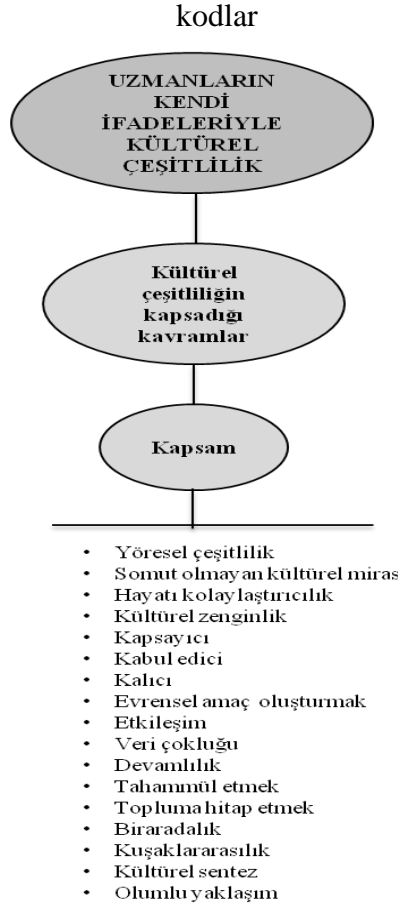 kodlar
UZMANLARIN
KENDİ
İFADELERİYLE
KÜLTÜREL
ÇEŞİTLİLİK
Kültürel
çeşitliliğin
kapsadığı
kavramlar
Kapsam
• Yöresel çeşitlilik
• Somut olmayan kültürel miras
• Hayatı kolaylaştırıcılık
• Kültürel zenginlik
• Kapsayıcı
• Kabul edici
• Kalıcı
• Evrensel amaç oluşturmak
• Etkileşim
• Veri çokluğu
• Devamlılık
• Tahammül etmek
• Topluma hitap etmek
• Biraradalık
• Kuşaklararasılık
• Kültürel sentez
• Olumlu yaklaşım